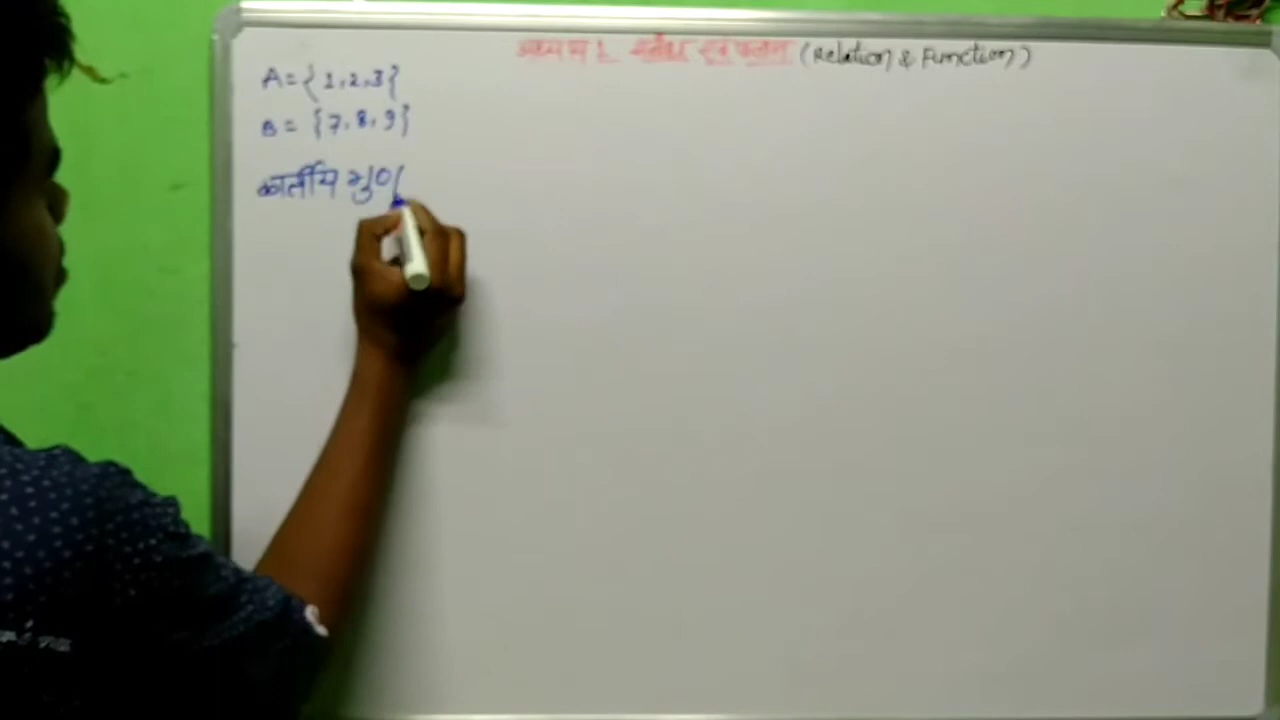 अध्याय 1. संबंध एवं फलन (Relation & Function)
A = {1,2,3}
B = {7,8,9}
कार्तीय गुण